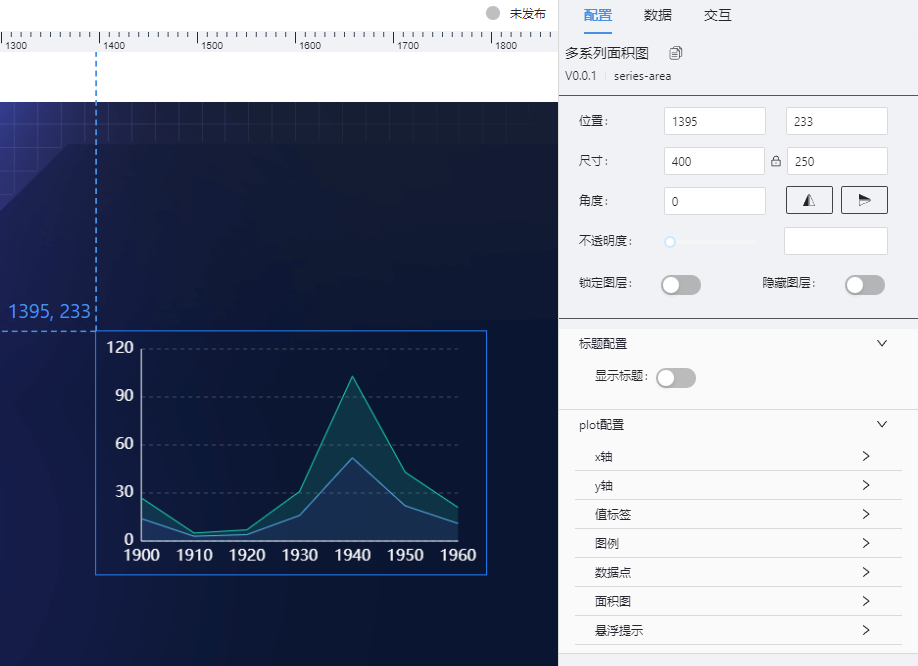 未发布
1300 1400 1500 1600 1700 1800
1395, 233
120
90
60
30
0
1900 1910 1920 1930 1940 1950 1960
配置 数据 交互
多系列面积图
V0.0.1 series-area
位置: 1395 233
尺寸: 400 250
角度: 0
不透明度:
锁定图层: 隐藏图层:
标题配置
显示标题:
plot配置
x轴
y轴
值标签
图例
数据点
面积图
悬浮提示